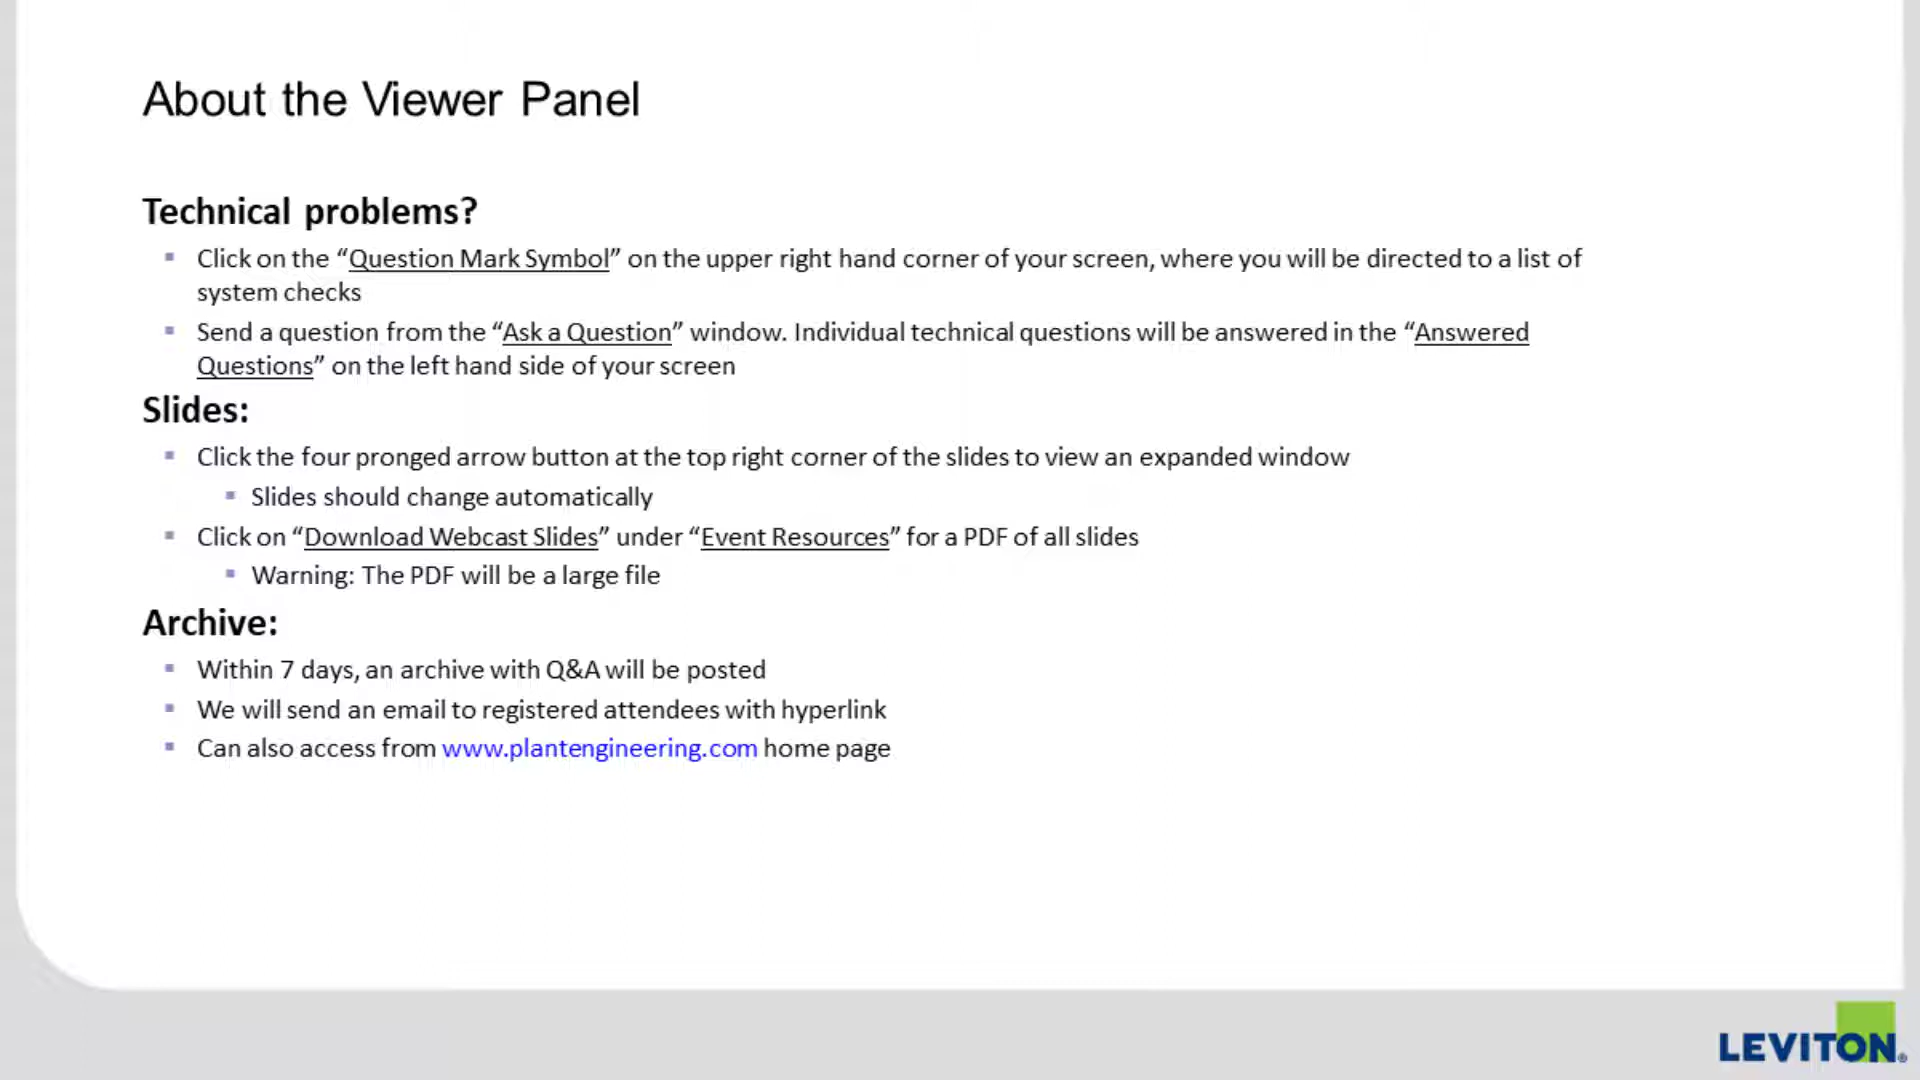 About the Viewer Panel
Technical problems?
▪ Click on the “Question Mark Symbol” on the upper right hand corner of your screen, where you will be directed to a list of
system checks
▪ Send a question from the “Ask a Question” window. Individual technical questions will be answered in the “Answered
Questions” on the left hand side of your screen
Slides:
▪ Click the four pronged arrow button at the top right corner of the slides to view an expanded window
▪ Slides should change automatically
▪ Click on “Download Webcast Slides” under “Event Resources” for a PDF of all slides
▪ Warning: The PDF will be a large file
Archive:
▪ Within 7 days, an archive with Q&A will be posted
▪ We will send an email to registered attendees with hyperlink
▪ Can also access from www.plantengineering.com home page
LEVITON®